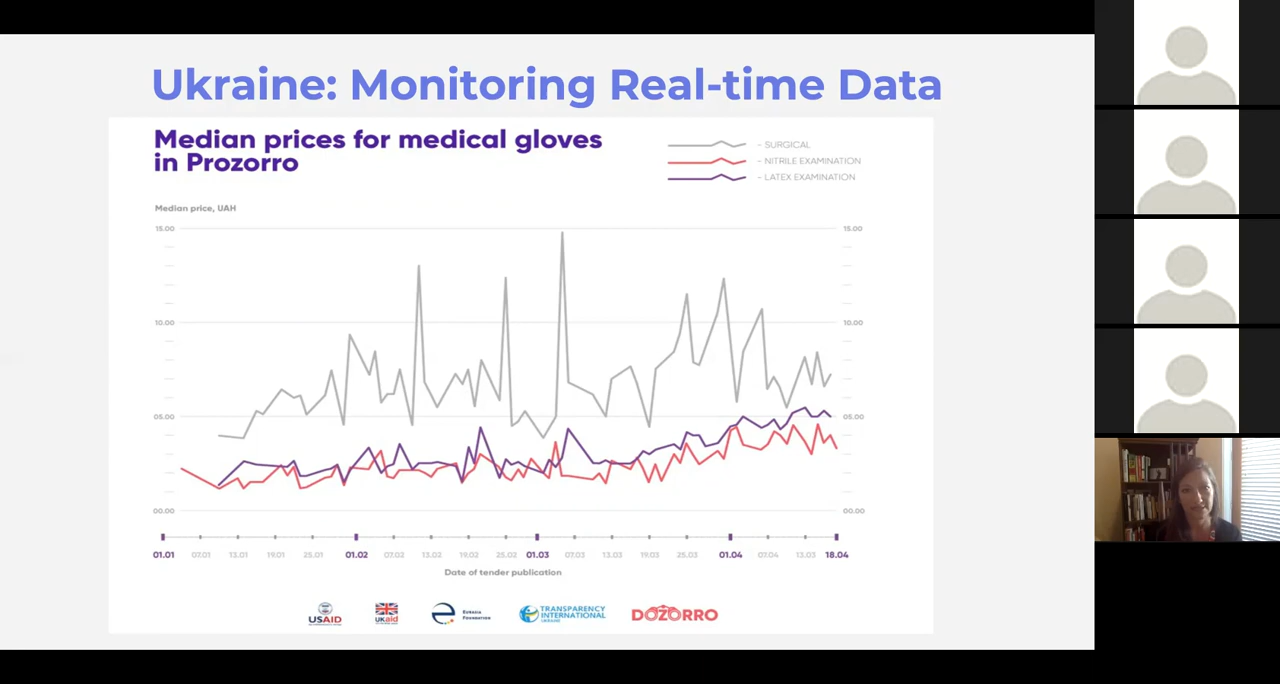 Ukraine: Monitoring Real-time Data
Median prices for medical gloves
in Prozorro
- SURGICAL
- NITRILE EXAMINATION
- LATEX EXAMINATION
Median price, UAH
15.00 15.00
10.00 10.00
05.00 05.00
00.00 00.00
01.01 07.01 13.01 19.01 25.01 01.02 07.02 13.02 19.02 25.02 01.03 07.03 13.03 19.03 25.03 01.04 07.04 13.03 18.04
Date of tender publication
USAID
UKaid
EURASIA
FOUNDATION
TRANSPARENCY
INTERNATIONAL
UKRAINE
DOZORRO